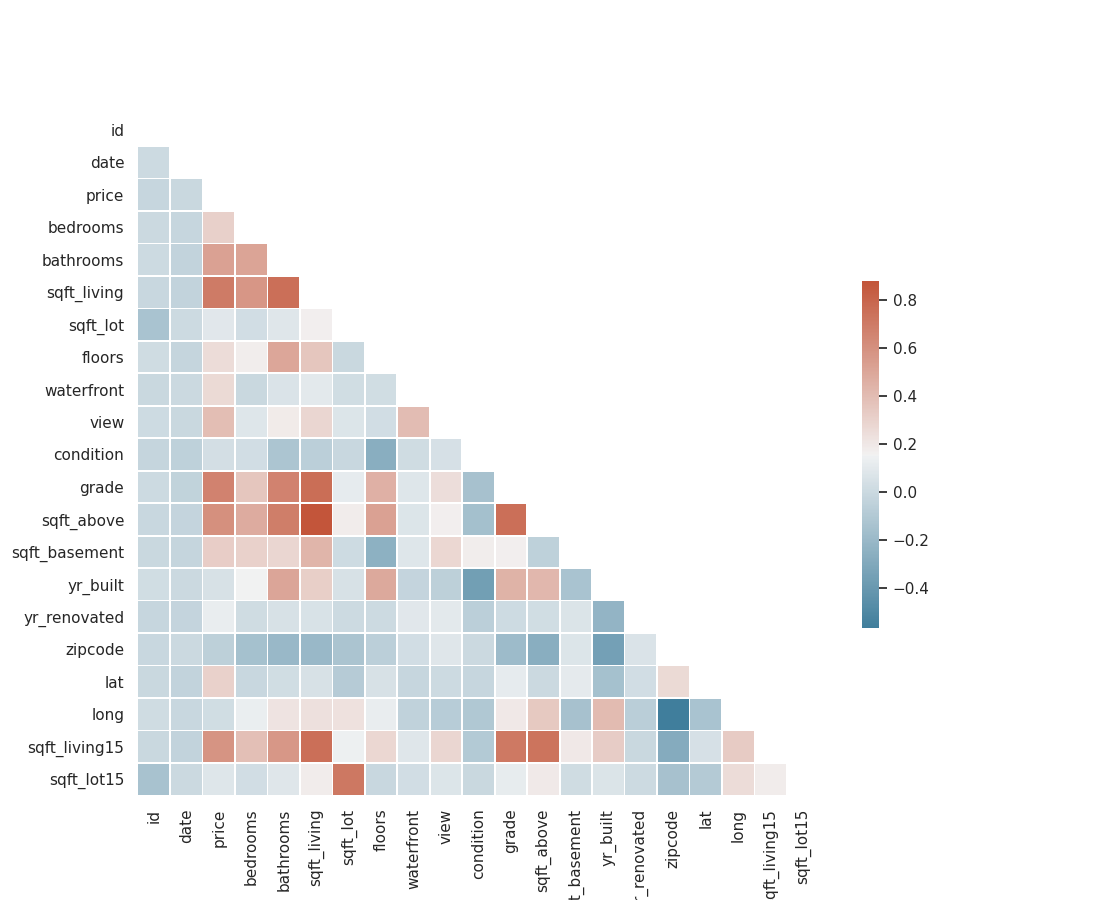 id
date
price
bedrooms
bathrooms
sqft_living
sqft_lot
floors
waterfront
view
condition
grade
sqft_above
sqft_basement
yr_built
yr_renovated
zipcode
lat
long
sqft_living15
sqft_lot15
0.8
0.6
0.4
0.2
0.0
−0.2
−0.4
id
date
price
bedrooms
bathrooms
sqft_living
sqft_lot
floors
waterfront
view
condition
grade
sqft_above
t_basement
yr_built
r_renovated
zipcode
lat
long
qft_living15
sqft_lot15